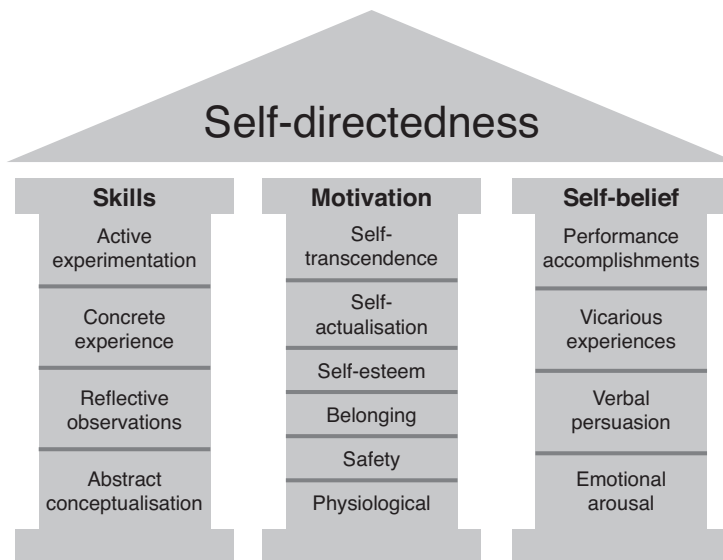 Self-directedness
Skills
Active
experimentation
Concrete
experience
Reflective
observations
Abstract
conceptualisation
Motivation
Self-
transcendence
Self-
actualisation
Self-esteem
Belonging
Safety
Physiological
Self-belief
Performance
accomplishments
Vicarious
experiences
Verbal
persuasion
Emotional
arousal